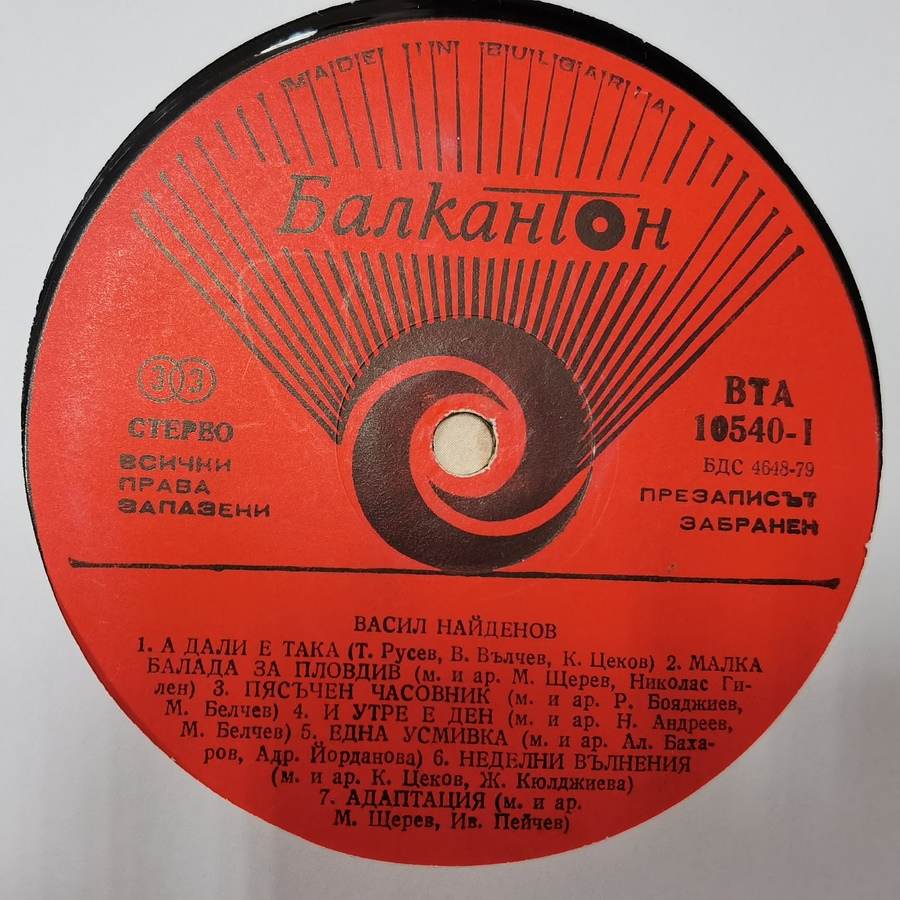 MADE IN BULGARIA
Балкантон
33
СТЕРЕО
ВСИЧКИ
ПРАВА
ЗАПАЗЕНИ
ВТА
10540-I
БДС 4648-79
ПРЕЗАПИСЪТ
ЗАБРАНЕН
ВАСИЛ НАЙДЕНОВ
1. А ДАЛИ Е ТАКА (Т. Русев, В. Вълчев, К. Цеков) 2. МАЛКА
БАЛАДА ЗА ПЛОВДИВ (м. и ар. М. Щерев, Николас Ги-
лен) 3. ПЯСЪЧЕН ЧАСОВНИК (м. и ар. Р. Бояджиев,
М. Белчев) 4. И УТРЕ Е ДЕН (м. и ар. Н. Андреев,
М. Белчев) 5. ЕДНА УСМИВКА (м. и ар. Ал. Баха-
ров, Адр. Йорданова) 6. НЕДЕЛНИ ВЪЛНЕНИЯ
(м. и ар. К. Цеков, Ж. Кюлджиева)
7. АДАПТАЦИЯ (м. и ар.
М. Щерев, Ив. Пейчев)